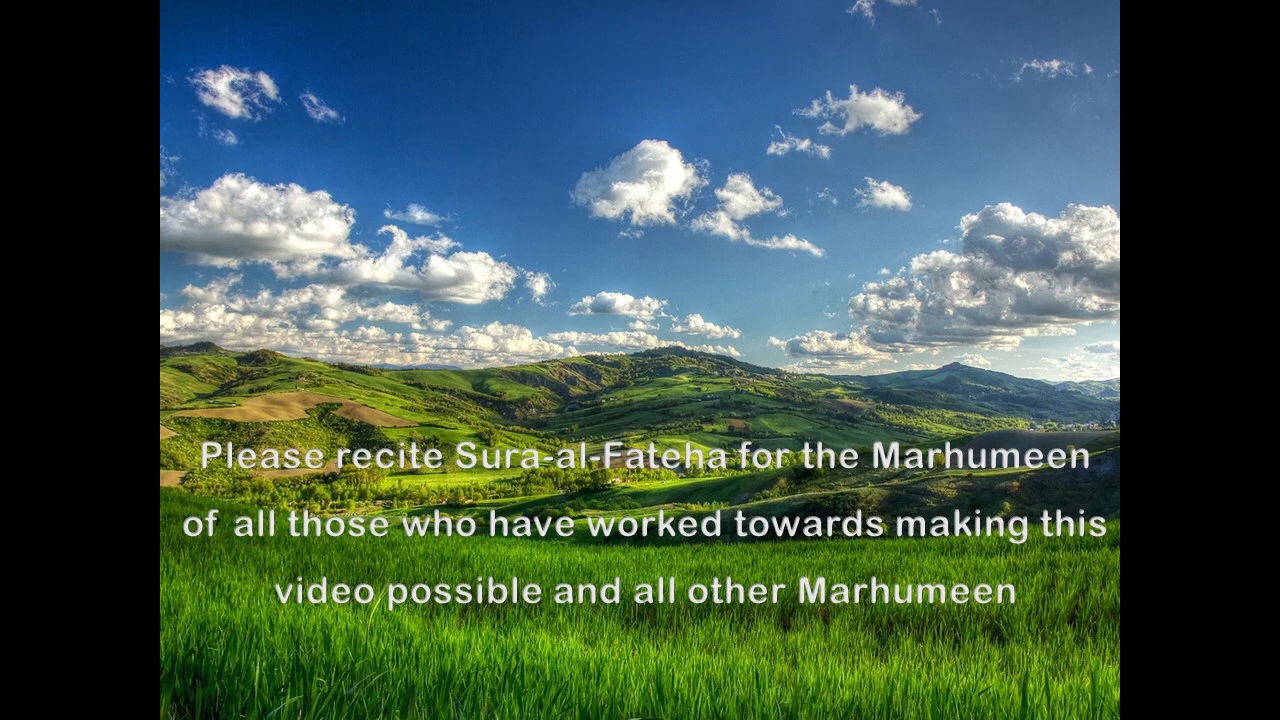 Please recite Sura-al-Fateha for the Marhumeen
of all those who have worked towards making this
video possible and all other Marhumeen